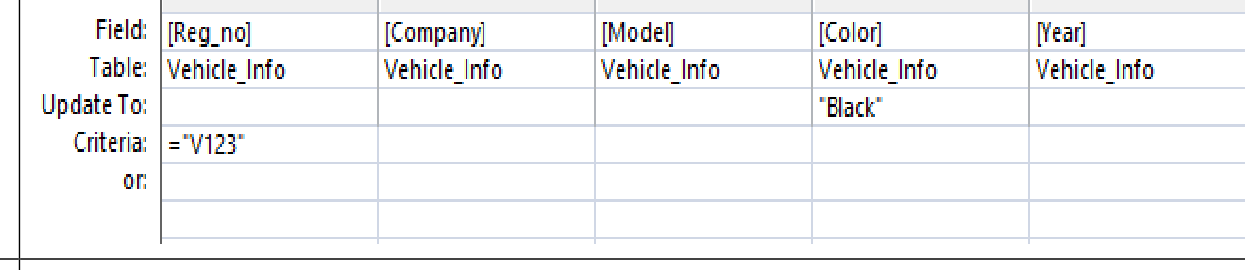 Field: [Reg_no] [Company] [Model] [Color] [Year]
Table: Vehicle_Info Vehicle_Info Vehicle_Info Vehicle_Info Vehicle_Info
Update To: "Black"
Criteria: ="V123"
or: